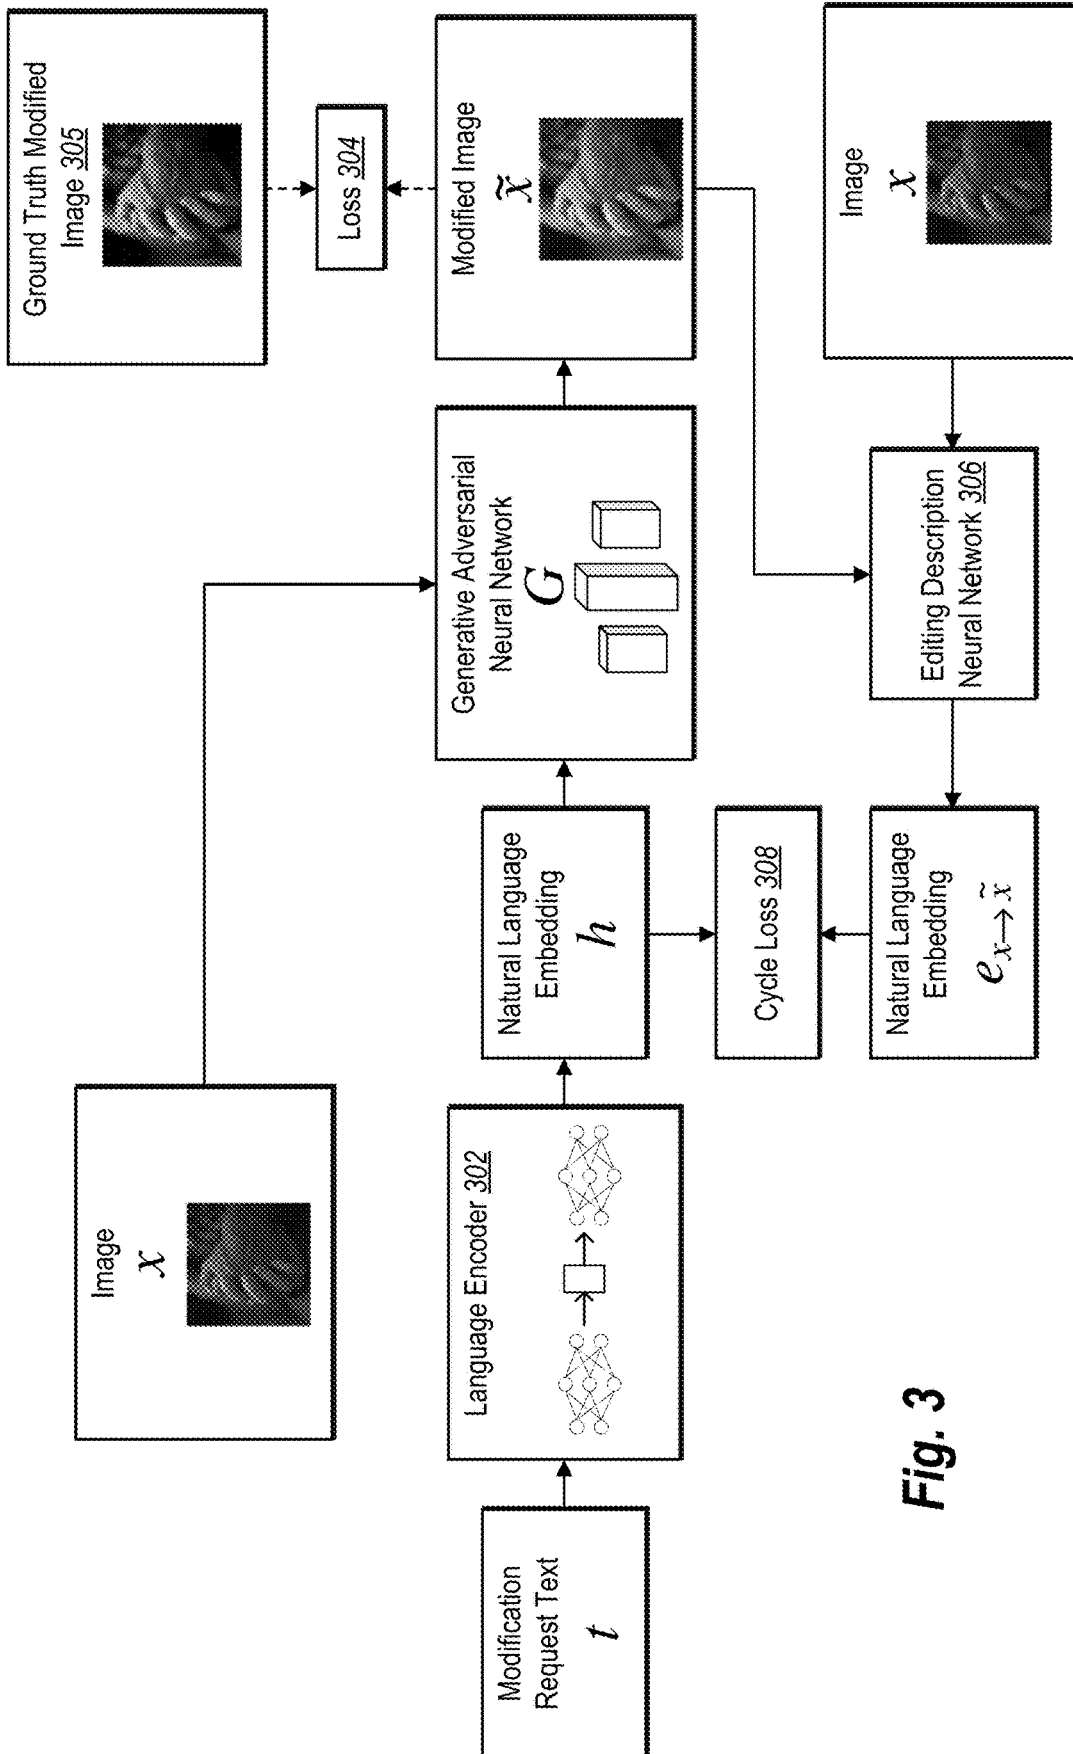 Image
x
Ground Truth Modified
Image 305
Loss 304
Modification
Request Text
t
Language Encoder 302
Natural Language
Embedding
h
Generative Adversarial
Neural Network
G
Modified Image
x̃
Cycle Loss 308
Natural Language
Embedding
e x→x̃
Editing Description
Neural Network 306
Image
x
Fig. 3